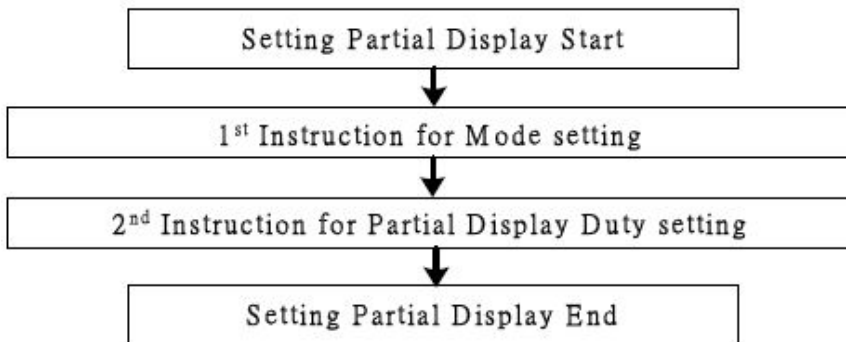 Setting Partial Display Start
1st Instruction for Mode setting
2nd Instruction for Partial Display Duty setting
Setting Partial Display End